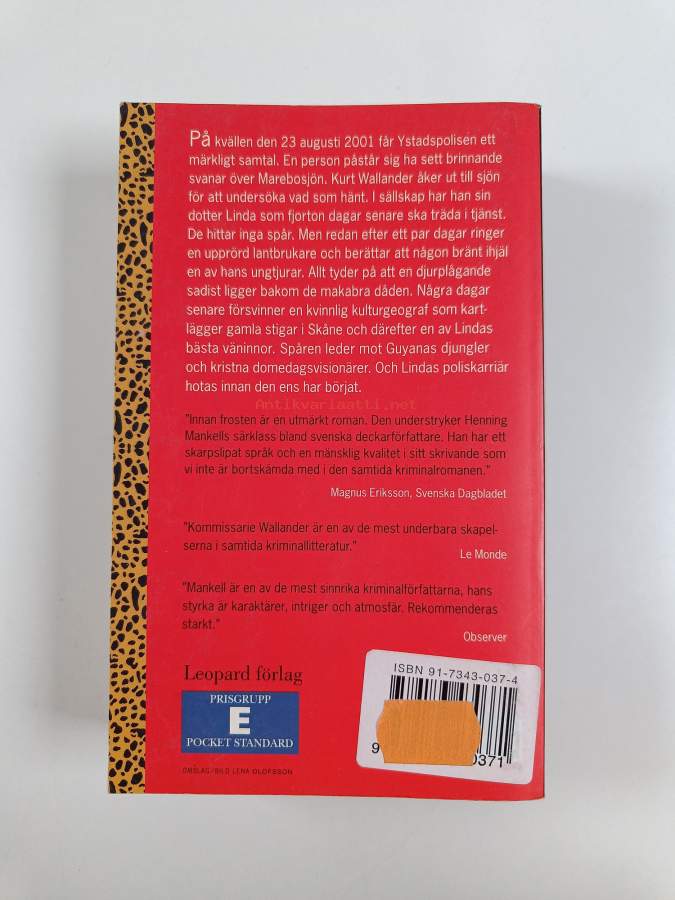 På kvällen den 23 augusti 2001 får Ystadspolisen ett
märkligt samtal. En person påstår sig ha sett brinnande
svanar över Marebosjön. Kurt Wallander åker ut till sjön
för att undersöka vad som hänt. I sällskap har han sin
dotter Linda som fjorton dagar senare ska träda i tjänst.
De hittar inga spår. Men redan efter ett par dagar ringer
en upprörd lantbrukare och berättar att någon bränt ihjäl
en av hans ungtjurar. Allt tyder på att en djurplågande
sadist ligger bakom de makabra dåden. Några dagar
senare försvinner en kvinnlig kulturgeograf som kart-
lägger gamla stigar i Skåne och därefter en av Lindas
bästa väninnor. Spåren leder mot Guyanas djungler
och kristna domedagsvisionärer. Och Lindas poliskarriär
hotas innan den ens har börjat.
Antikvariaatti.net
"Innan frosten är en utmärkt roman. Den understryker Henning
Mankells särklass bland svenska deckarförfattare. Han har ett
skarpslipat språk och en mänsklig kvalitet i sitt skrivande som
vi inte är bortskämda med i den samtida kriminalromanen."
Magnus Eriksson, Svenska Dagbladet
"Kommissarie Wallander är en av de mest underbara skapel-
serna i samtida kriminallitteratur."
Le Monde
"Mankell är en av de mest sinnrika kriminalförfattarna, hans
styrka är karaktärer, intriger och atmosfär. Rekommenderas
starkt."
Observer
Leopard förlag
PRISGRUPP
E
POCKET STANDARD
OMSLAG/BILD LENA OLOFSSON
ISBN 91-7343-037-4
9 0371